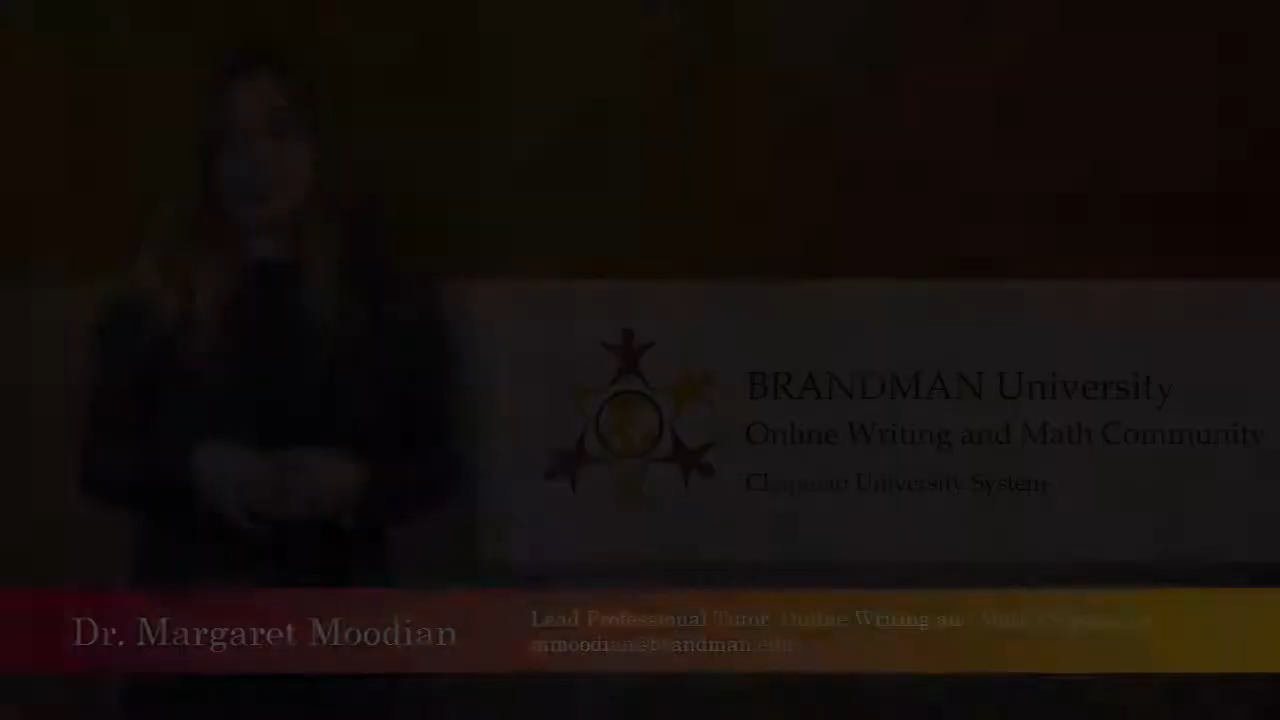 BRANDMAN University
Online Writing and Math Community
Chapman University System
Dr. Margaret Moodian
Lead Professional Tutor, Online Writing and Math
mmoodian@brandman.edu